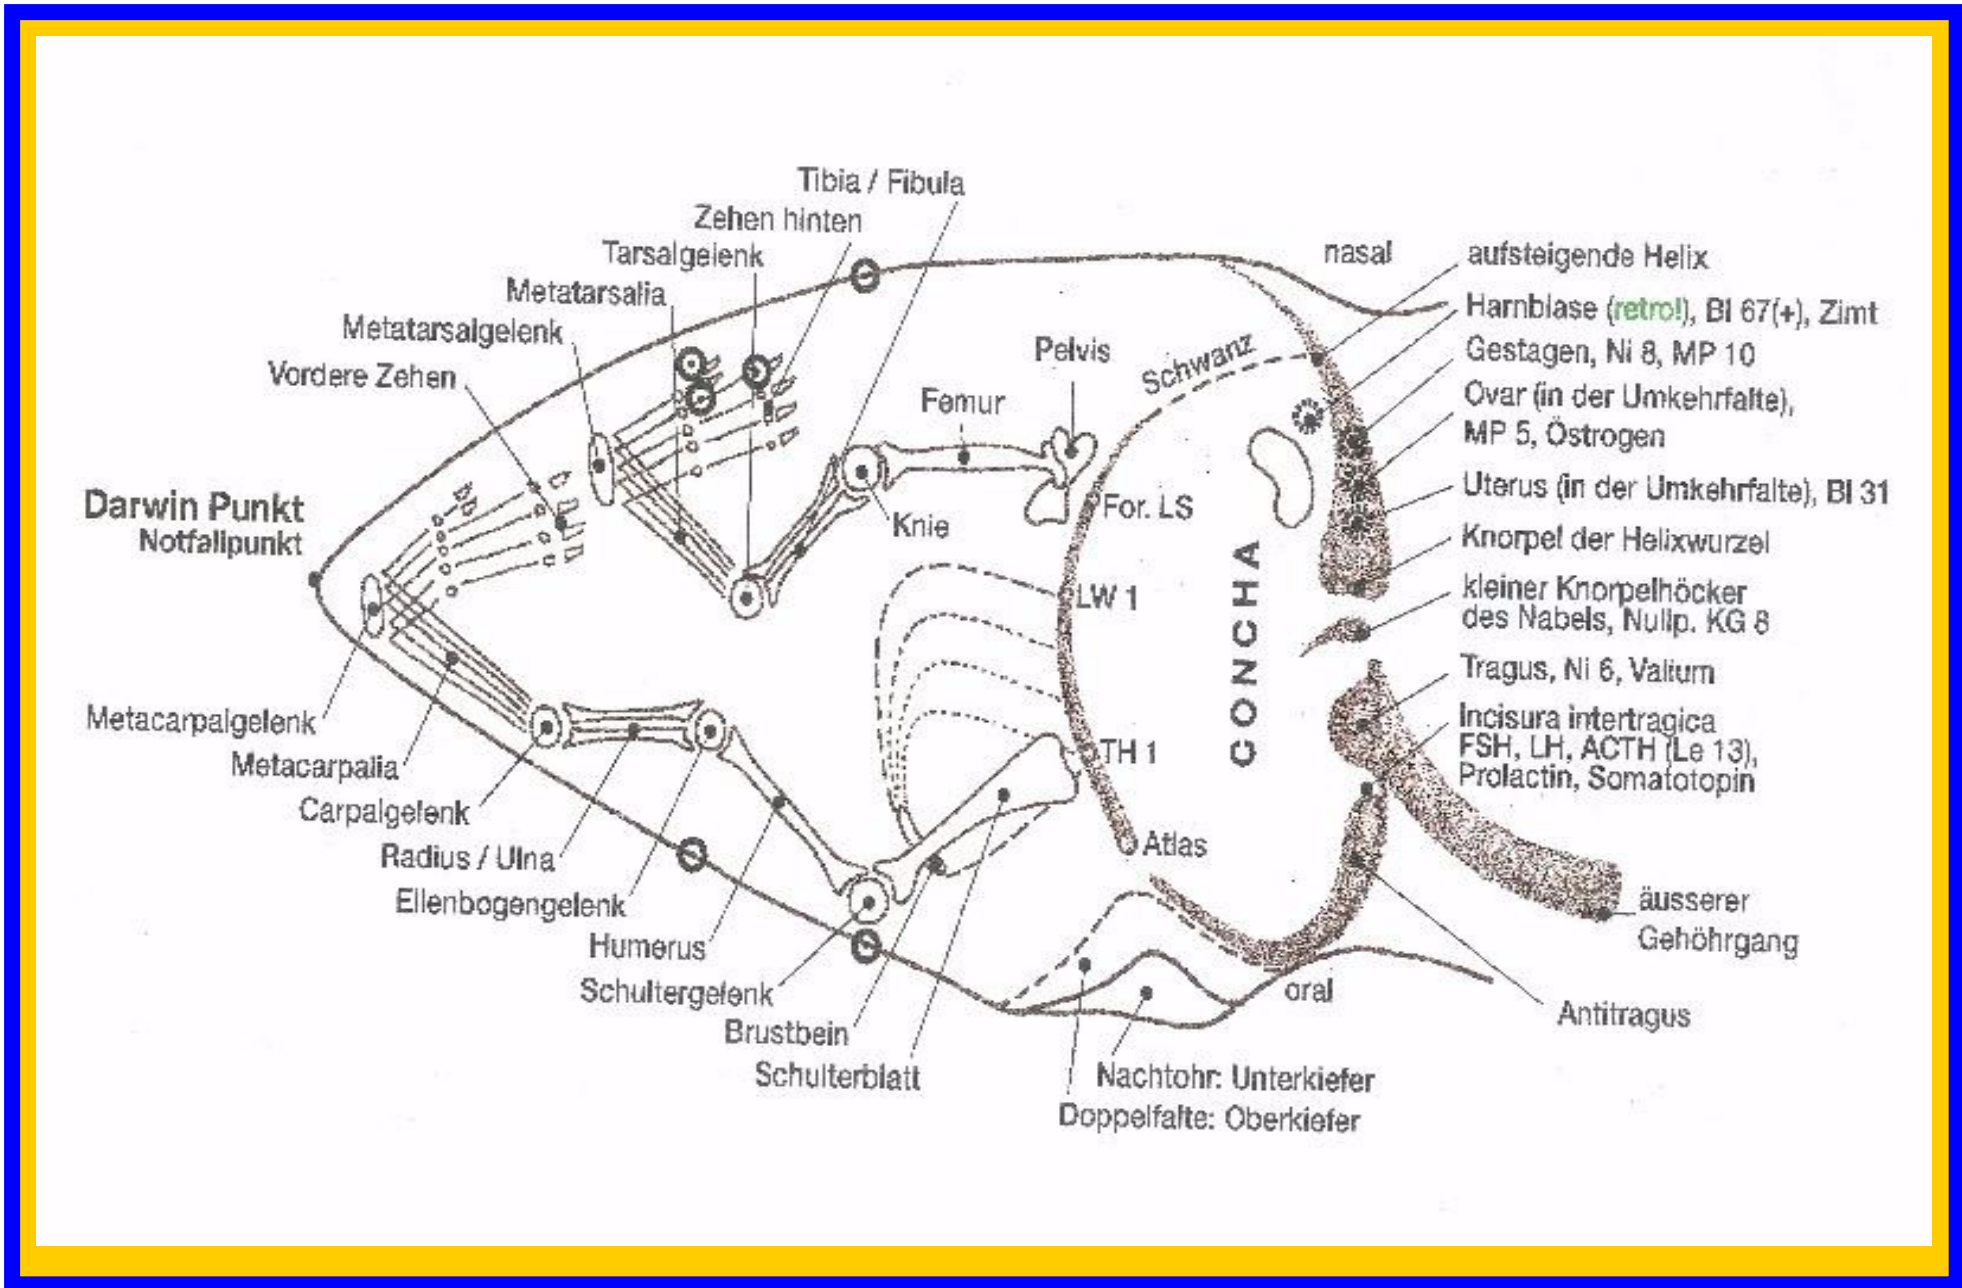 Tibia / Fibula
Zehen hinten
Tarsalgelenk
Metatarsalia
Metatarsalgelenk
Vordere Zehen
Darwin Punkt
Notfallpunkt
Metacarpalgelenk
Metacarpalia
Carpalgelenk
Radius / Ulna
Ellenbogengelenk
Humerus
Schultergelenk
Brustbein
Schulterblatt
Femur
Knie
Pelvis
Schwanz
For. LS
LW 1
TH 1
Atlas
CONCHA
nasal
aufsteigende Helix
Harnblase (retro!), Bl 67(+), Zimt
Gestagen, Ni 8, MP 10
Ovar (in der Umkehrfalte),
MP 5, Östrogen
Uterus (in der Umkehrfalte), Bl 31
Knorpel der Helixwurzel
kleiner Knorpelhöcker
des Nabels, Nullp. KG 8
Tragus, Ni 6, Valium
Incisura intertragica
FSH, LH, ACTH (Le 13),
Prolactin, Somatotopin
äusserer
Gehöhrgang
Antitragus
oral
Nachtohr: Unterkiefer
Doppelfalte: Oberkiefer